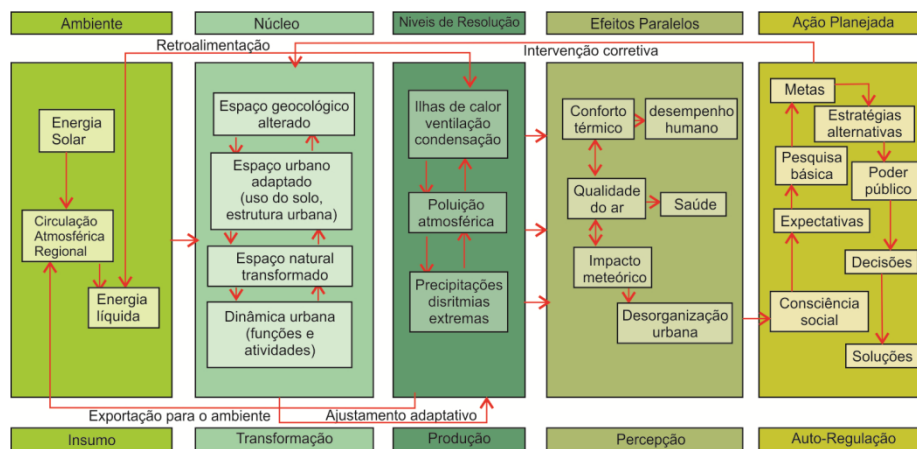 Ambiente
Núcleo
Niveis de Resolução
Efeitos Paralelos
Ação Planejada
Retroalimentação
Intervenção corretiva
Energia
Solar
Circulação
Atmosférica
Regional
Energia
líquida
Espaço geocológico
alterado
Espaço urbano
adaptado
(uso do solo,
estrutura urbana)
Espaço natural
transformado
Dinâmica urbana
(funções e
atividades)
Ilhas de calor
ventilação
condensação
Poluição
atmosférica
Precipitações
disritmias
extremas
Conforto
térmico
desempenho
humano
Qualidade
do ar
Saúde
Impacto
meteórico
Desorganização
urbana
Metas
Estratégias
alternativas
Pesquisa
básica
Poder
público
Expectativas
Decisões
Consciência
social
Soluções
Exportação para o ambiente
Ajustamento adaptativo
Insumo
Transformação
Produção
Percepção
Auto-Regulação